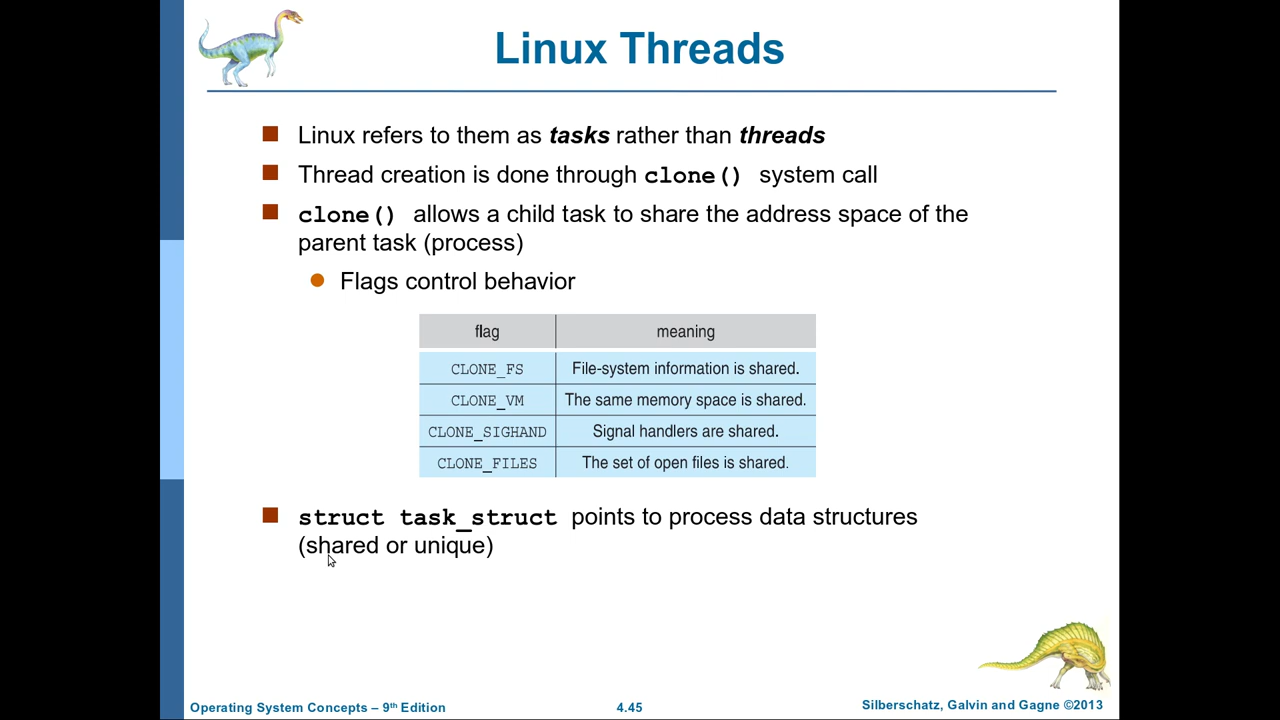 Linux Threads
Linux refers to them as tasks rather than threads
Thread creation is done through clone() system call
clone() allows a child task to share the address space of the
parent task (process)
Flags control behavior
flag meaning
CLONE_FS File-system information is shared.
CLONE_VM The same memory space is shared.
CLONE_SIGHAND Signal handlers are shared.
CLONE_FILES The set of open files is shared.
struct task_struct points to process data structures
(shared or unique)
Operating System Concepts – 9th Edition 4.45 Silberschatz, Galvin and Gagne ©2013